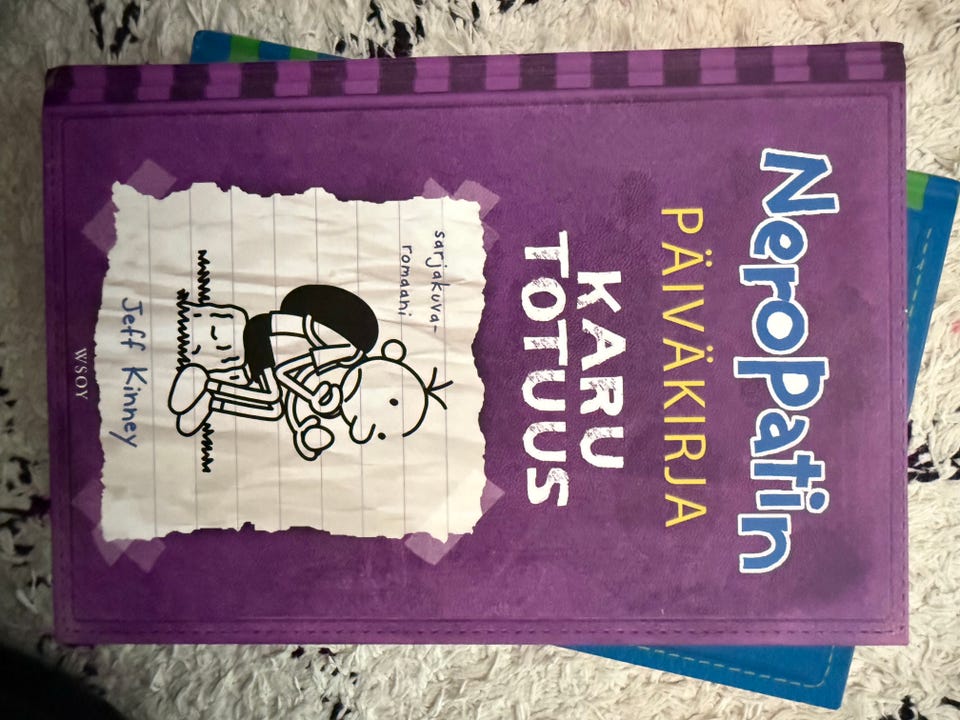 NeroPatin
PÄIVÄKIRJA
KARU
TOTUUS
sarjakuva-
romaani
Jeff Kinney
WSOY